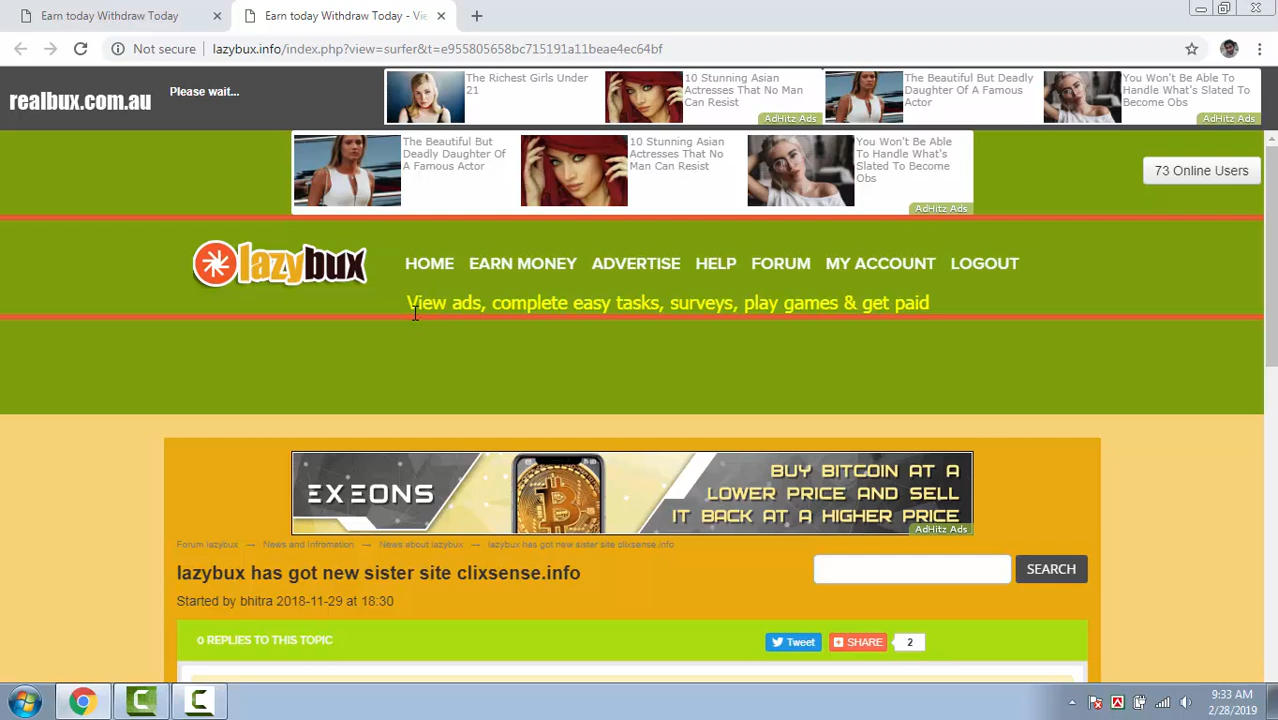 Earn today Withdraw Today
Earn today Withdraw Today - Vie
Not secure
lazybux.info/index.php?view=surfer&t=e955805658bc715191a11beae4ec64bf
realbux.com.au
Please wait...
The Richest Girls Under
21
10 Stunning Asian
Actresses That No Man
Can Resist
AdHitz Ads
The Beautiful But Deadly
Daughter Of A Famous
Actor
You Won't Be Able To
Handle What's Slated To
Become Obs
AdHitz Ads
The Beautiful But
Deadly Daughter Of
A Famous Actor
10 Stunning Asian
Actresses That No
Man Can Resist
You Won't Be Able
To Handle What's
Slated To Become
Obs
AdHitz Ads
73 Online Users
lazybux
HOME EARN MONEY ADVERTISE HELP FORUM MY ACCOUNT LOGOUT
View ads, complete easy tasks, surveys, play games & get paid
EXEONS
BUY BITCOIN AT A
LOWER PRICE AND SELL
IT BACK AT A HIGHER PRICE
AdHitz Ads
Forum lazybux → News and Infromation → News about lazybux → lazybux has got new sister site clixsense.info
lazybux has got new sister site clixsense.info
SEARCH
Started by bhitra 2018-11-29 at 18:30
0 REPLIES TO THIS TOPIC
Tweet
SHARE
2
9:33 AM
2/28/2019